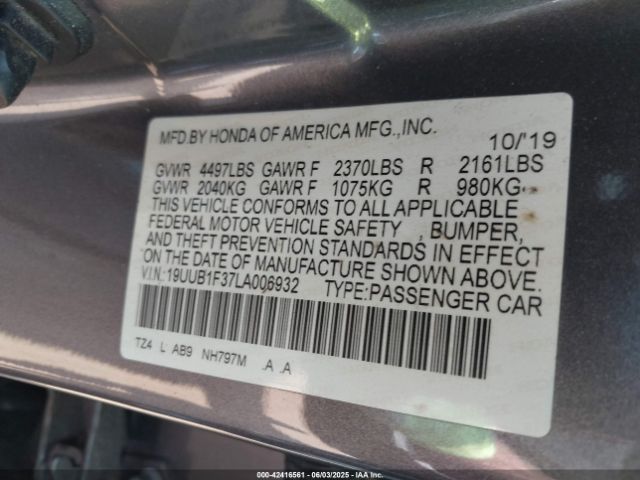 MFD.BY HONDA OF AMERICA MFG.,INC.
10/'19
GVWR 4497LBS GAWR F 2370LBS R 2161LBS
GVWR 2040KG GAWR F 1075KG R 980KG
THIS VEHICLE CONFORMS TO ALL APPLICABLE
FEDERAL MOTOR VEHICLE SAFETY , BUMPER,
AND THEFT PREVENTION STANDARDS IN EFFECT
ON THE DATE OF MANUFACTURE SHOWN ABOVE.
V.I.N.:19UUB1F37LA006932 TYPE:PASSENGER CAR
TZ4 L AB9 NH797M .A .A
000-42416561 - 06/03/2025 - IAAI.COM